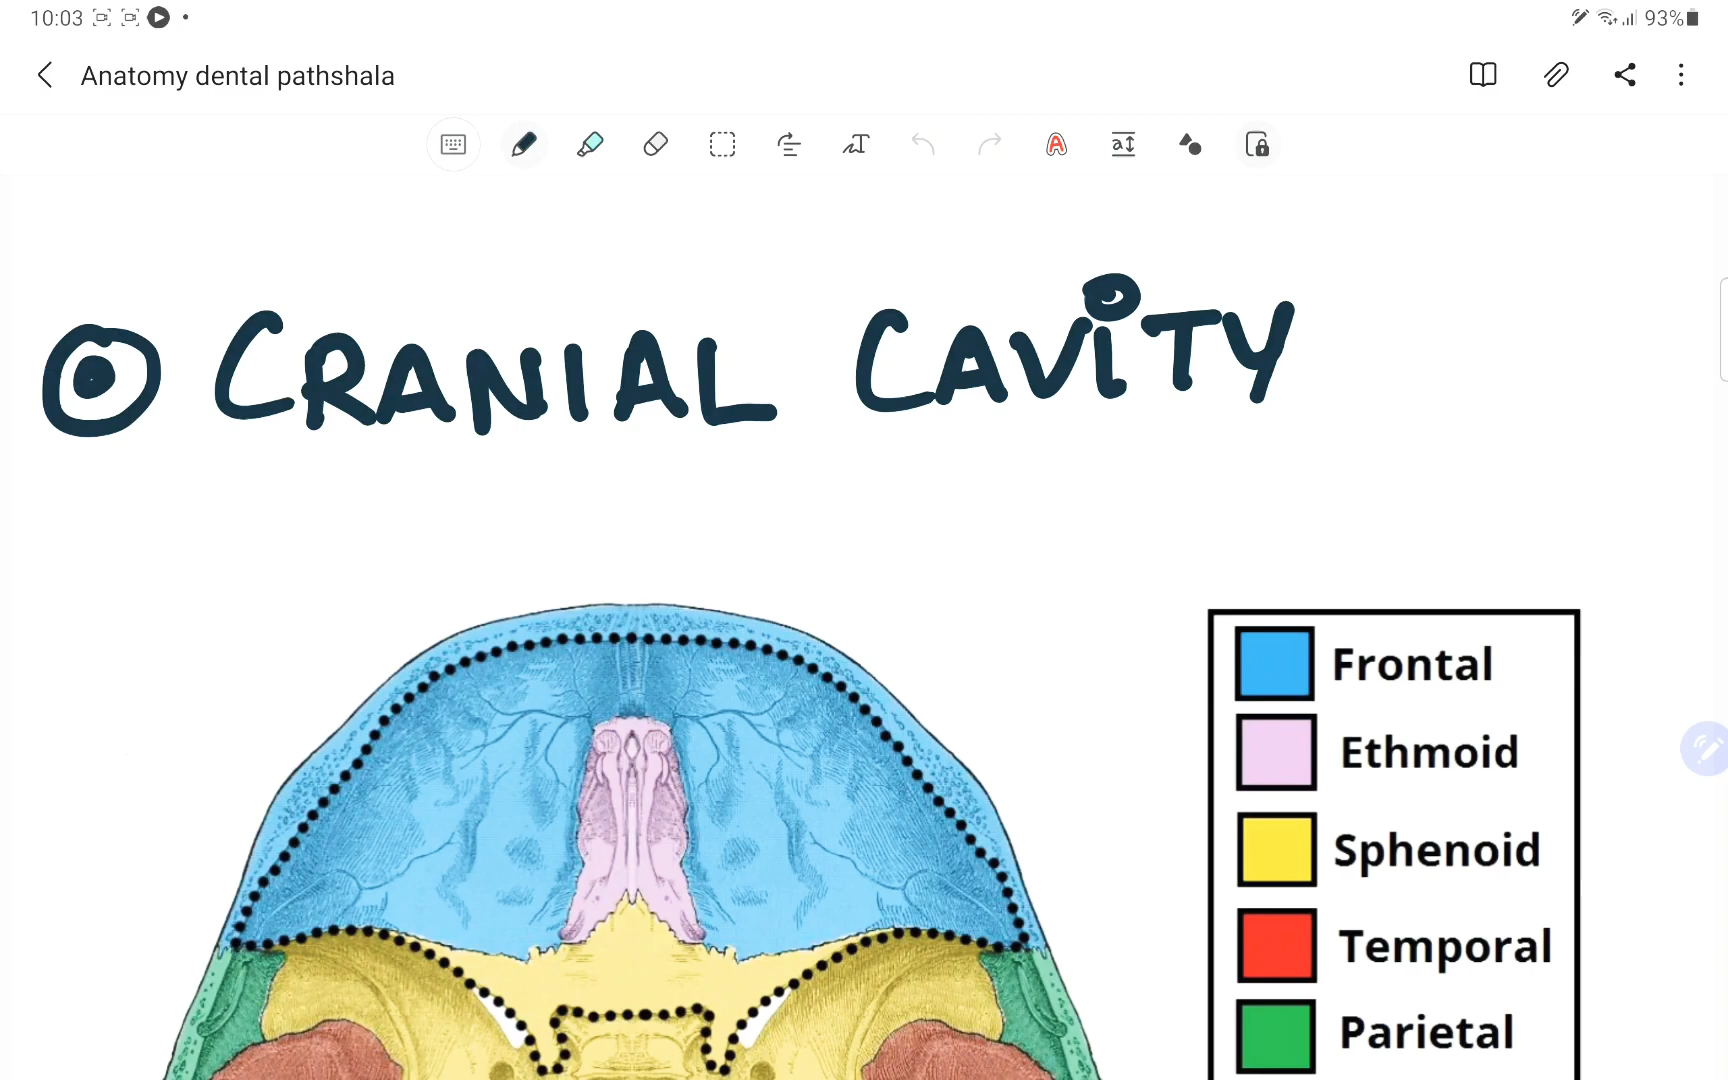 10:03
93%
Anatomy dental pathshala
CRANIAL CAViTY
Frontal
Ethmoid
Sphenoid
Temporal
Parietal